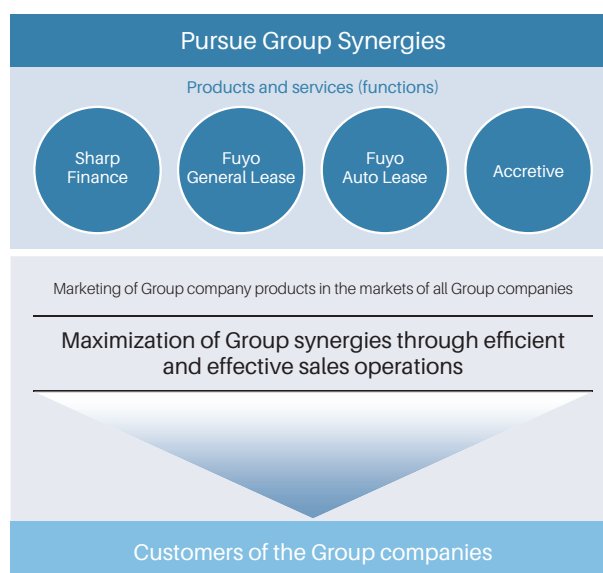 Pursue Group Synergies
Products and services (functions)
Sharp
Finance
Fuyo
General Lease
Fuyo
Auto Lease
Accretive
Marketing of Group company products in the markets of all Group companies
Maximization of Group synergies through efficient
and effective sales operations
Customers of the Group companies